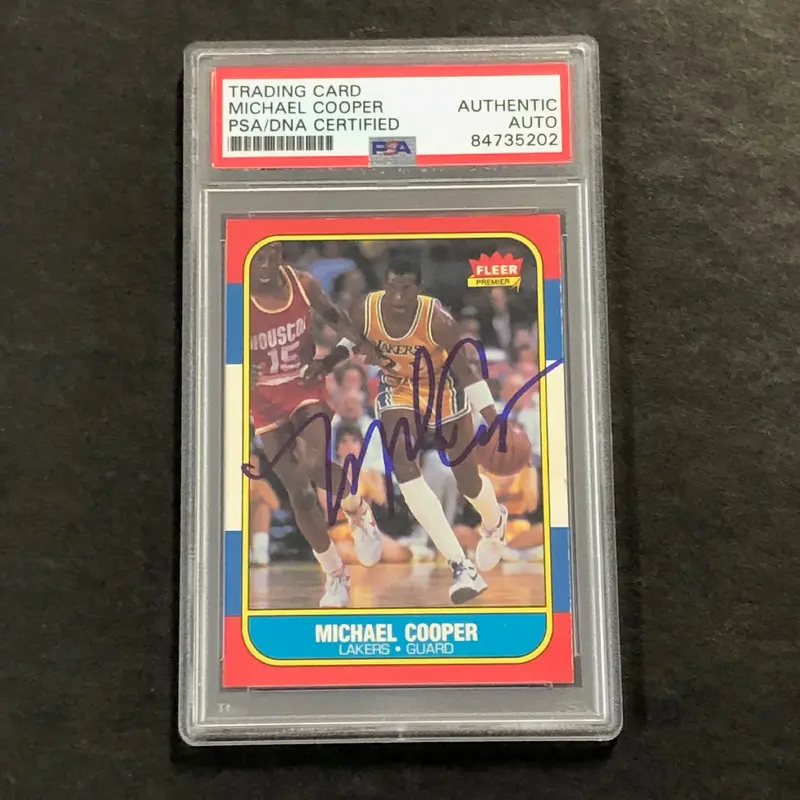 TRADING CARD
MICHAEL COOPER
PSA/DNA CERTIFIED
AUTHENTIC
AUTO
84735202
PSA
FLEER
PREMIER
HOUSTON
15
LAKERS
MICHAEL COOPER
LAKERS • GUARD